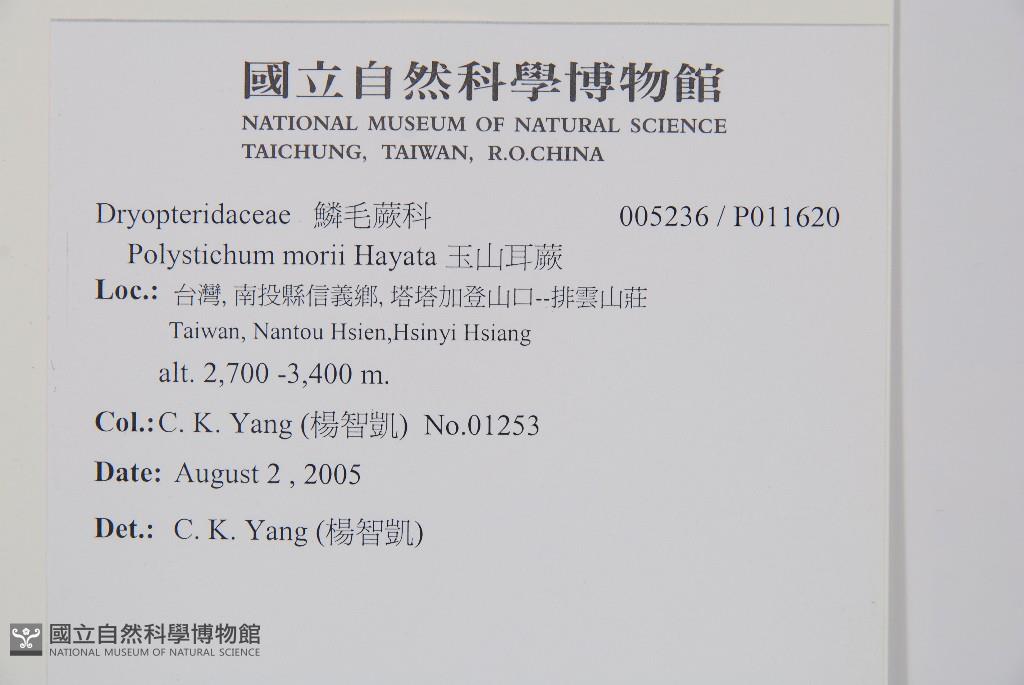 國立自然科學博物館
NATIONAL MUSEUM OF NATURAL SCIENCE
TAICHUNG, TAIWAN, R.O.CHINA
Dryopteridaceae 鱗毛蕨科 005236 / P011620
Polystichum morii Hayata 玉山耳蕨
Loc.: 台灣, 南投縣信義鄉, 塔塔加登山口--排雲山莊
Taiwan, Nantou Hsien,Hsinyi Hsiang
alt. 2,700 -3,400 m.
Col.: C. K. Yang (楊智凱) No.01253
Date: August 2 , 2005
Det.: C. K. Yang (楊智凱)
國立自然科學博物館
NATIONAL MUSEUM OF NATURAL SCIENCE